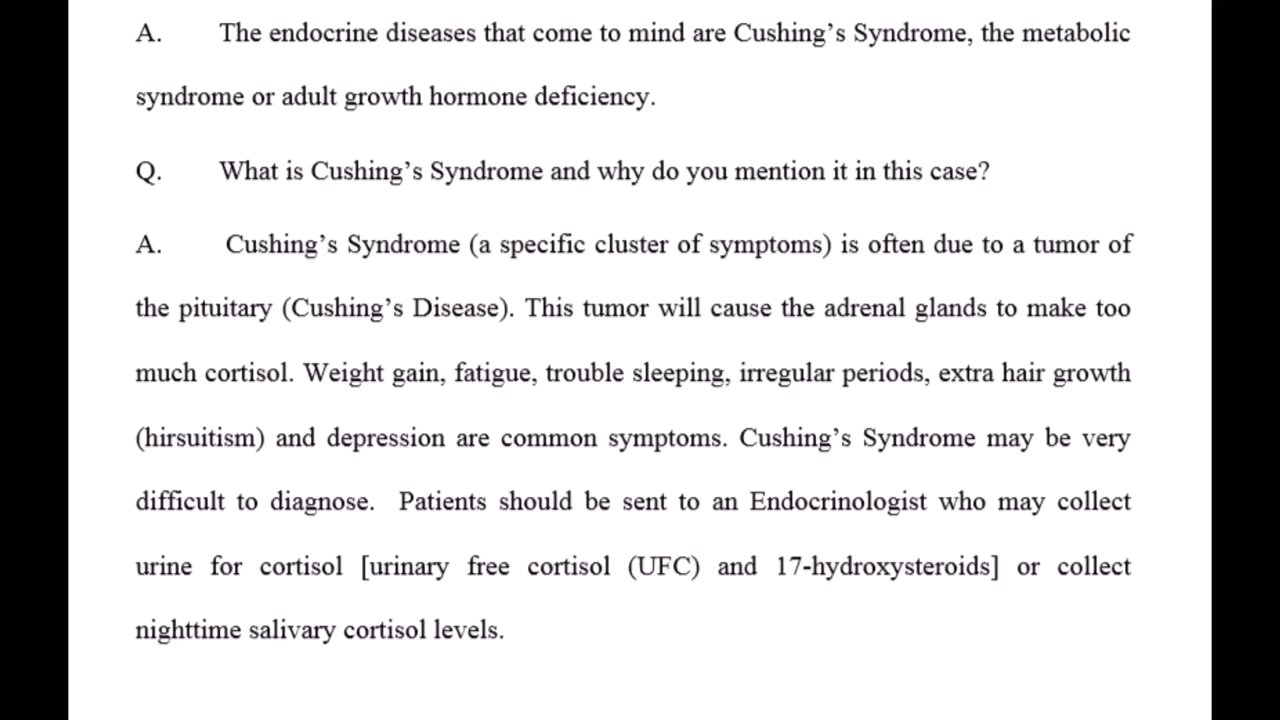 A. The endocrine diseases that come to mind are Cushing’s Syndrome, the metabolic
syndrome or adult growth hormone deficiency.
Q. What is Cushing’s Syndrome and why do you mention it in this case?
A. Cushing’s Syndrome (a specific cluster of symptoms) is often due to a tumor of
the pituitary (Cushing’s Disease). This tumor will cause the adrenal glands to make too
much cortisol. Weight gain, fatigue, trouble sleeping, irregular periods, extra hair growth
(hirsuitism) and depression are common symptoms. Cushing’s Syndrome may be very
difficult to diagnose. Patients should be sent to an Endocrinologist who may collect
urine for cortisol [urinary free cortisol (UFC) and 17-hydroxysteroids] or collect
nighttime salivary cortisol levels.